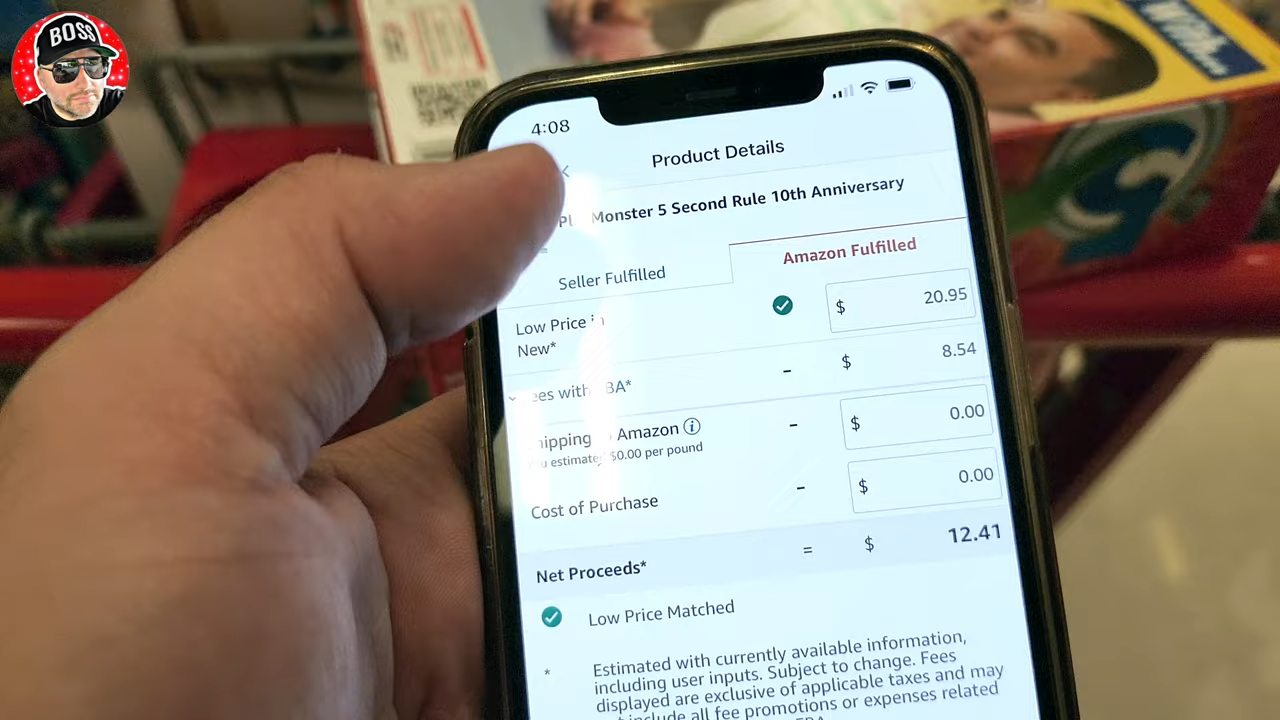 BOSS
4:08
Product Details
Monster 5 Second Rule 10th Anniversary
Seller Fulfilled
Amazon Fulfilled
Low Price
New*
$ 20.95
- $ 8.54
Amazon - $ 0.00
$0.00 per pound
Cost of Purchase - $ 0.00
Net Proceeds* = $ 12.41
Low Price Matched
* Estimated with currently available information,
including user inputs. Subject to change. Fees
displayed are exclusive of applicable taxes and may
include all fee promotions or expenses related